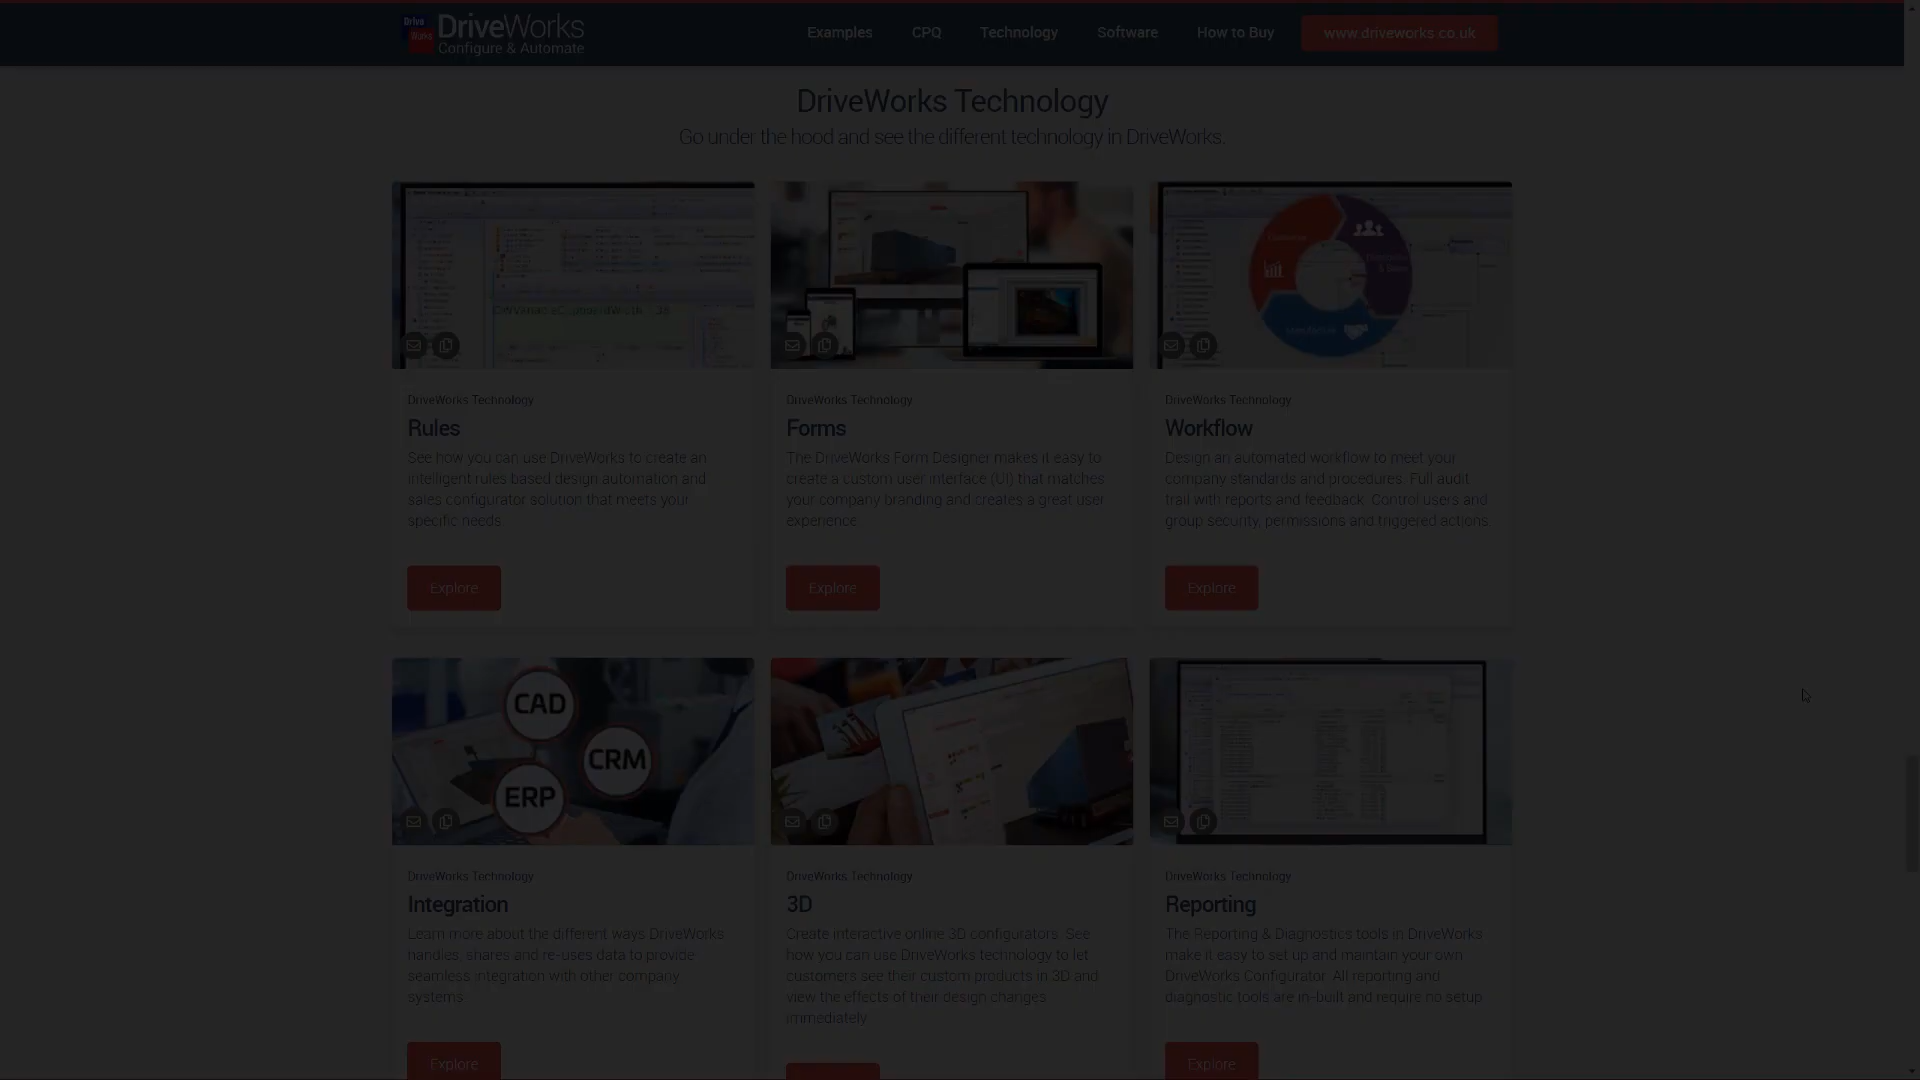 Drive
Works
DriveWorks
Configure & Automate
Examples
CPQ
Technology
Software
How to Buy
www.driveworks.co.uk
DriveWorks Technology
Go under the hood and see the different technology in DriveWorks.
DriveWorks Technology
Rules
See how you can use DriveWorks to create an
intelligent rules based design automation and
sales configurator solution that meets your
specific needs.
Explore
DriveWorks Technology
Forms
The DriveWorks Form Designer makes it easy to
create a custom user interface (UI) that matches
your company branding and creates a great user
experience.
Explore
DriveWorks Technology
Workflow
Design an automated workflow to meet your
company standards and procedures. Full audit
trail with reports and feedback. Control users and
group security, permissions and triggered actions.
Explore
CAD
CRM
ERP
DriveWorks Technology
Integration
Learn more about the different ways DriveWorks
handles, shares and re-uses data to provide
seamless integration with other company
systems.
Explore
DriveWorks Technology
3D
Create interactive online 3D configurators. See
how you can use DriveWorks technology to let
customers see their custom products in 3D and
view the effects of their design changes
immediately.
DriveWorks Technology
Reporting
The Reporting & Diagnostics tools in DriveWorks
make it easy to set up and maintain your own
DriveWorks Configurator. All reporting and
diagnostic tools are in-built and require no setup.
Explore